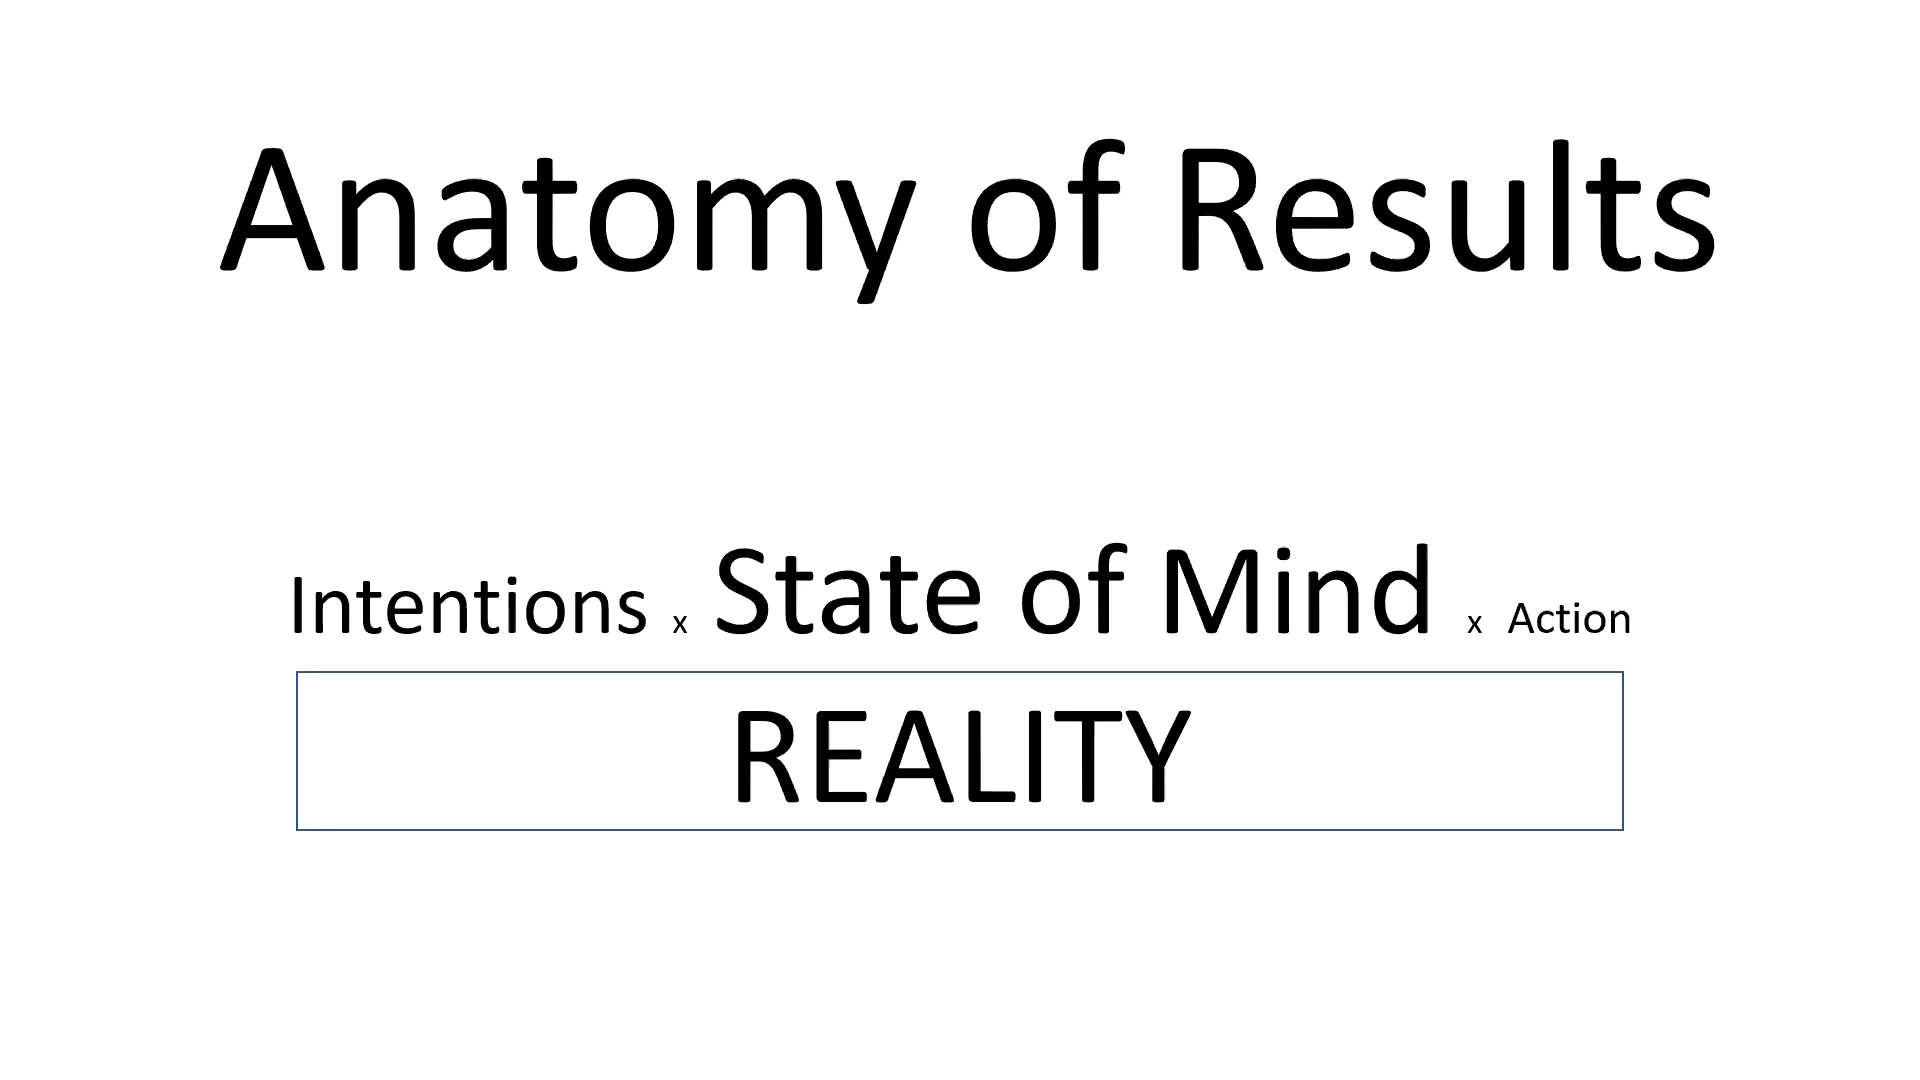 Anatomy of Results
Intentions x State of Mind x Action
REALITY